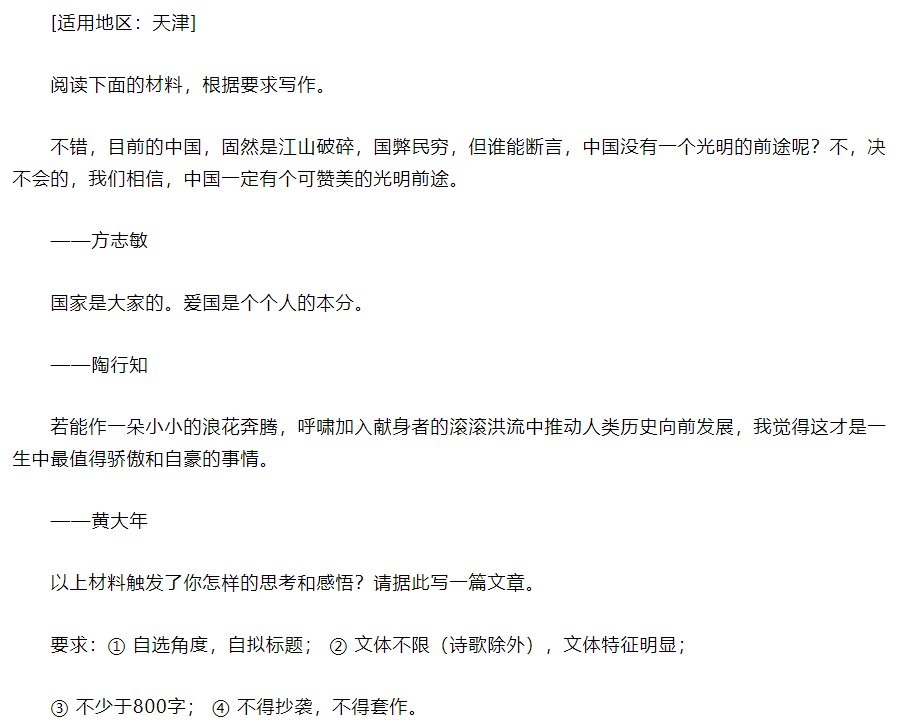 [适用地区：天津]
阅读下面的材料，根据要求写作。
不错，目前的中国，固然是江山破碎，国弊民穷，但谁能断言，中国没有一个光明的前途呢？不，决
不会的，我们相信，中国一定有个可赞美的光明前途。
——方志敏
国家是大家的。爱国是个个人的本分。
——陶行知
若能作一朵小小的浪花奔腾，呼啸加入献身者的滚滚洪流中推动人类历史向前发展，我觉得这才是一
生中最值得骄傲和自豪的事情。
——黄大年
以上材料触发了你怎样的思考和感悟？请据此写一篇文章。
要求：① 自选角度，自拟标题； ② 文体不限（诗歌除外），文体特征明显；
③ 不少于800字； ④ 不得抄袭，不得套作。